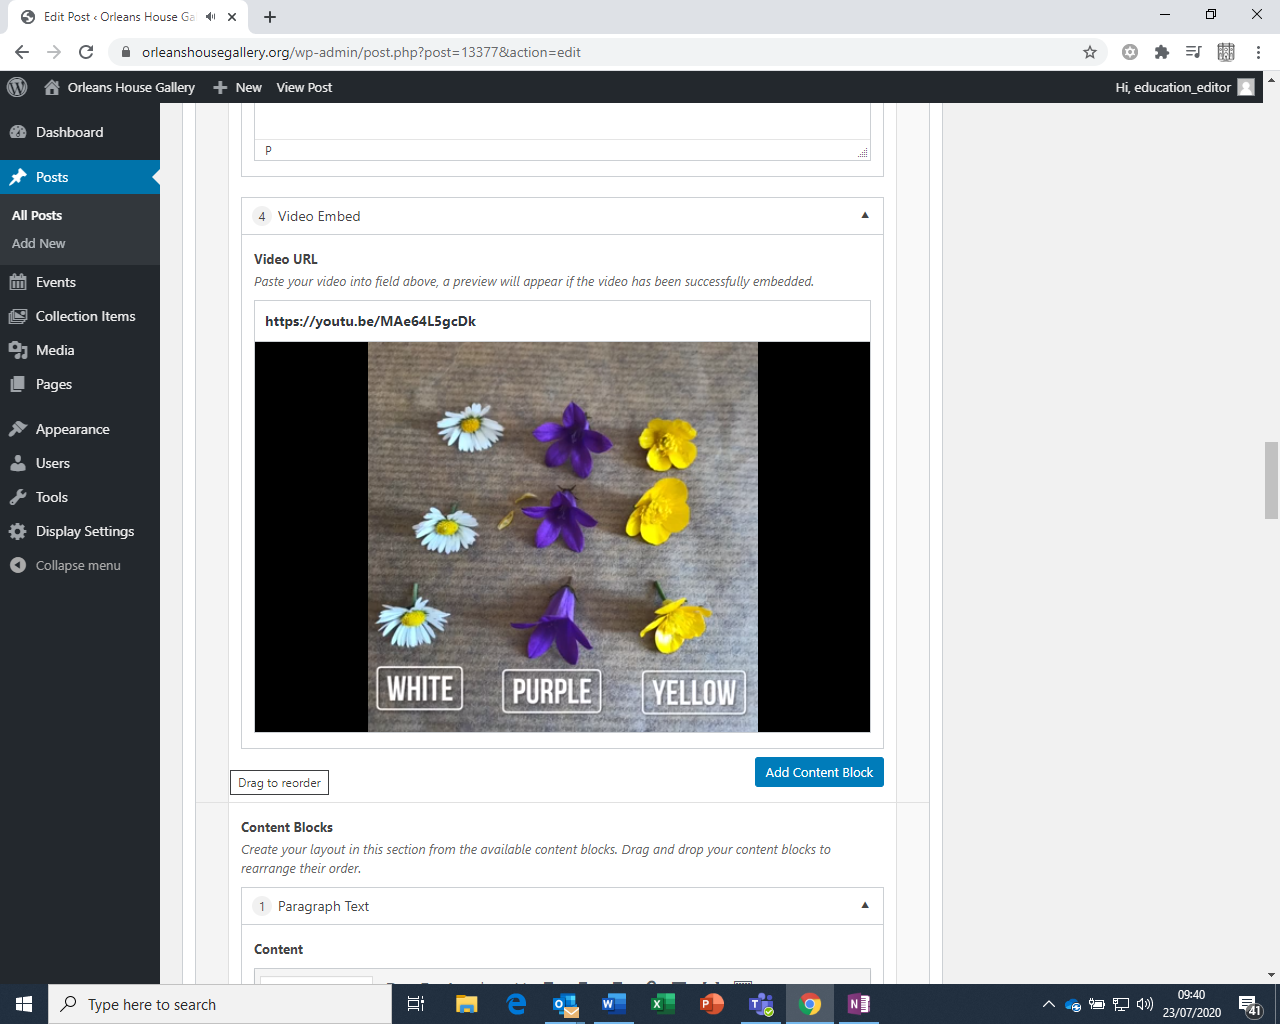 Edit Post ‹ Orleans House Ga
orleanshousegallery.org/wp-admin/post.php?post=13377&action=edit
Orleans House Gallery
New
View Post
Hi, education_editor
Dashboard
Posts
All Posts
Add New
Events
Collection Items
Media
Pages
Appearance
Users
Tools
Display Settings
Collapse menu
P
4 Video Embed
Video URL
Paste your video into field above, a preview will appear if the video has been successfully embedded.
https://youtu.be/MAe64L5gcDk
WHITE PURPLE YELLOW
Add Content Block
Drag to reorder
Content Blocks
Create your layout in this section from the available content blocks. Drag and drop your content blocks to
rearrange their order.
1 Paragraph Text
Content
Type here to search
09:40
23/07/2020
41